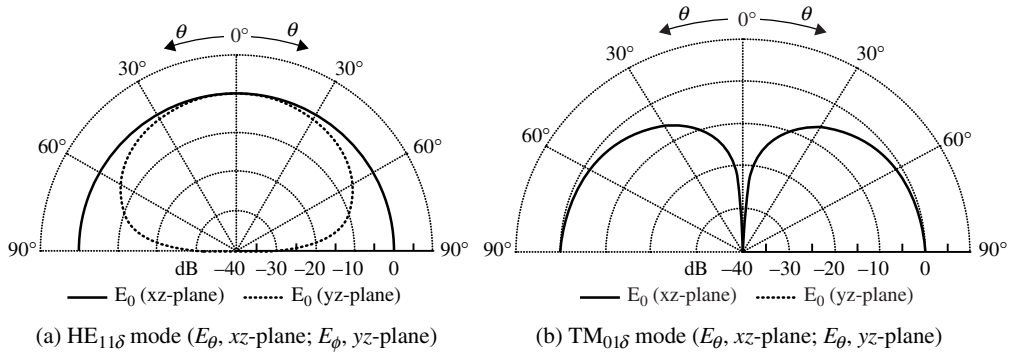 θ 0° θ
30° 30°
60° 60°
90° 90°
dB –40 –30 –20 –10 0
E0 (xz-plane) E0 (yz-plane)
(a) HE11δ mode (Eθ, xz-plane; Eϕ, yz-plane)
θ 0° θ
30° 30°
60° 60°
90° 90°
dB –40 –30 –20 –10 0
E0 (xz-plane) E0 (yz-plane)
(b) TM01δ mode (Eθ, xz-plane; Eθ, yz-plane)